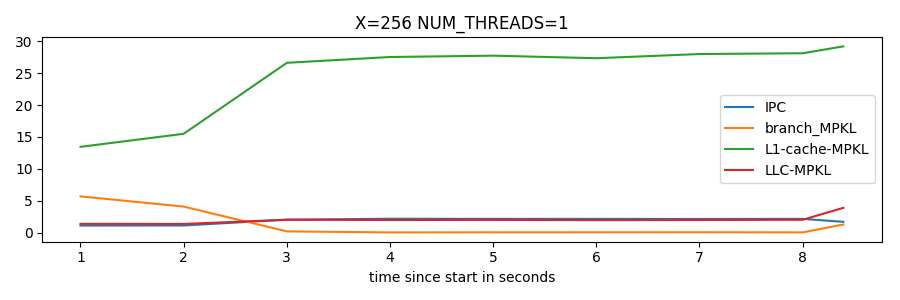 X=256 NUM_THREADS=1
30
25
20
15
10
5
0
IPC
branch_MPKL
L1-cache-MPKL
LLC-MPKL
1 2 3 4 5 6 7 8
time since start in seconds